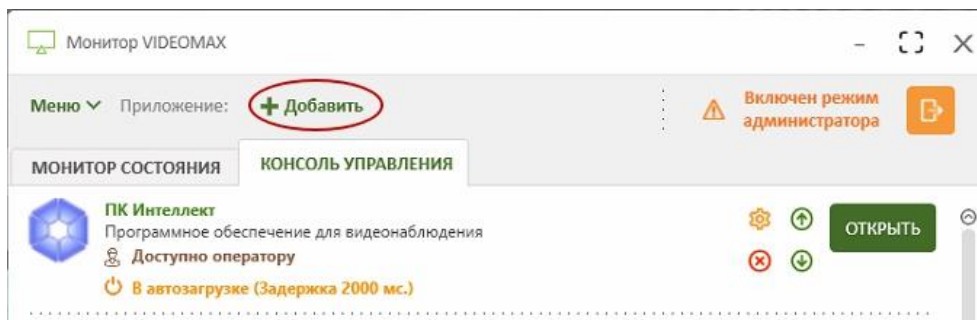 Монитор VIDEOMAX
Меню Приложение: Добавить
Включен режим
администратора
МОНИТОР СОСТОЯНИЯ КОНСОЛЬ УПРАВЛЕНИЯ
ПК Интеллект
Программное обеспечение для видеонаблюдения
Доступно оператору
В автозагрузке (Задержка 2000 мс.)
ОТКРЫТЬ